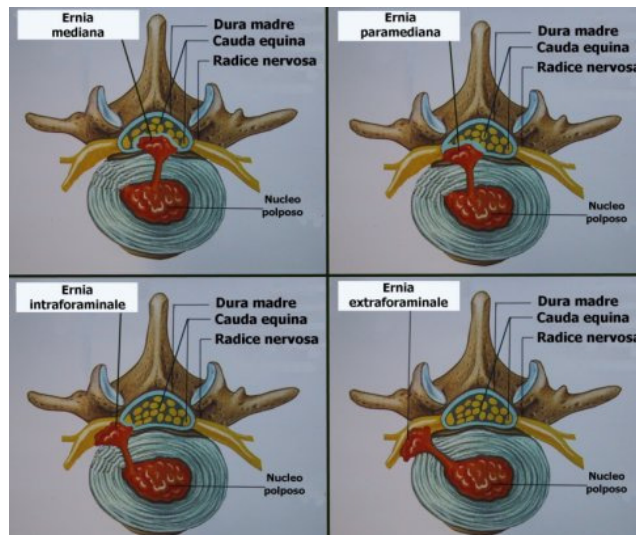 Ernia
mediana
Dura madre
Cauda equina
Radice nervosa
Nucleo
polposo
Ernia
paramediana
Dura madre
Cauda equina
Radice nervosa
Nucleo
polposo
Ernia
intraforaminale
Dura madre
Cauda equina
Radice nervosa
Nucleo
polposo
Ernia
extraforaminale
Dura madre
Cauda equina
Radice nervosa
Nucleo
polposo